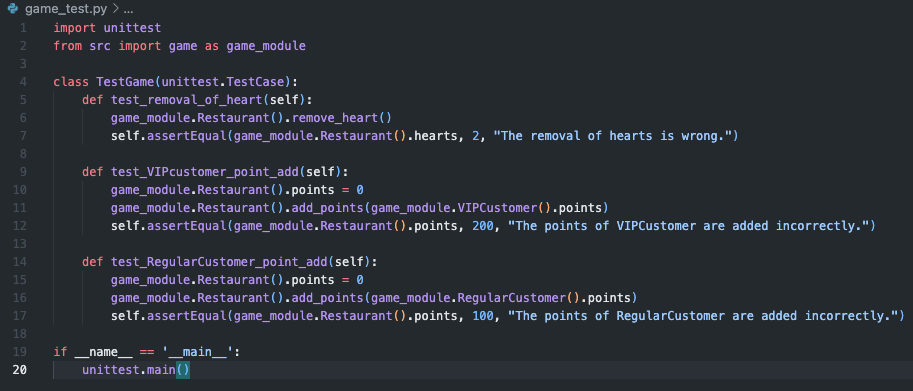 game_test.py > ...
1 import unittest
2 from src import game as game_module
3
4 class TestGame(unittest.TestCase):
5     def test_removal_of_heart(self):
6         game_module.Restaurant().remove_heart()
7         self.assertEqual(game_module.Restaurant().hearts, 2, "The removal of hearts is wrong.")
8
9     def test_VIPcustomer_point_add(self):
10         game_module.Restaurant().points = 0
11         game_module.Restaurant().add_points(game_module.VIPCustomer().points)
12         self.assertEqual(game_module.Restaurant().points, 200, "The points of VIPCustomer are added incorrectly.")
13
14     def test_RegularCustomer_point_add(self):
15         game_module.Restaurant().points = 0
16         game_module.Restaurant().add_points(game_module.RegularCustomer().points)
17         self.assertEqual(game_module.Restaurant().points, 100, "The points of RegularCustomer are added incorrectly.")
18
19 if __name__ == '__main__':
20     unittest.main()